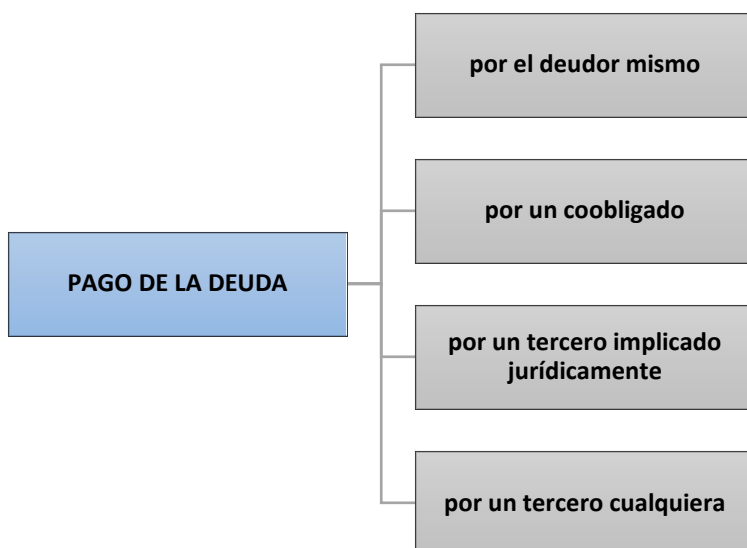 por el deudor mismo
por un coobligado
PAGO DE LA DEUDA
por un tercero implicado
jurídicamente
por un tercero cualquiera